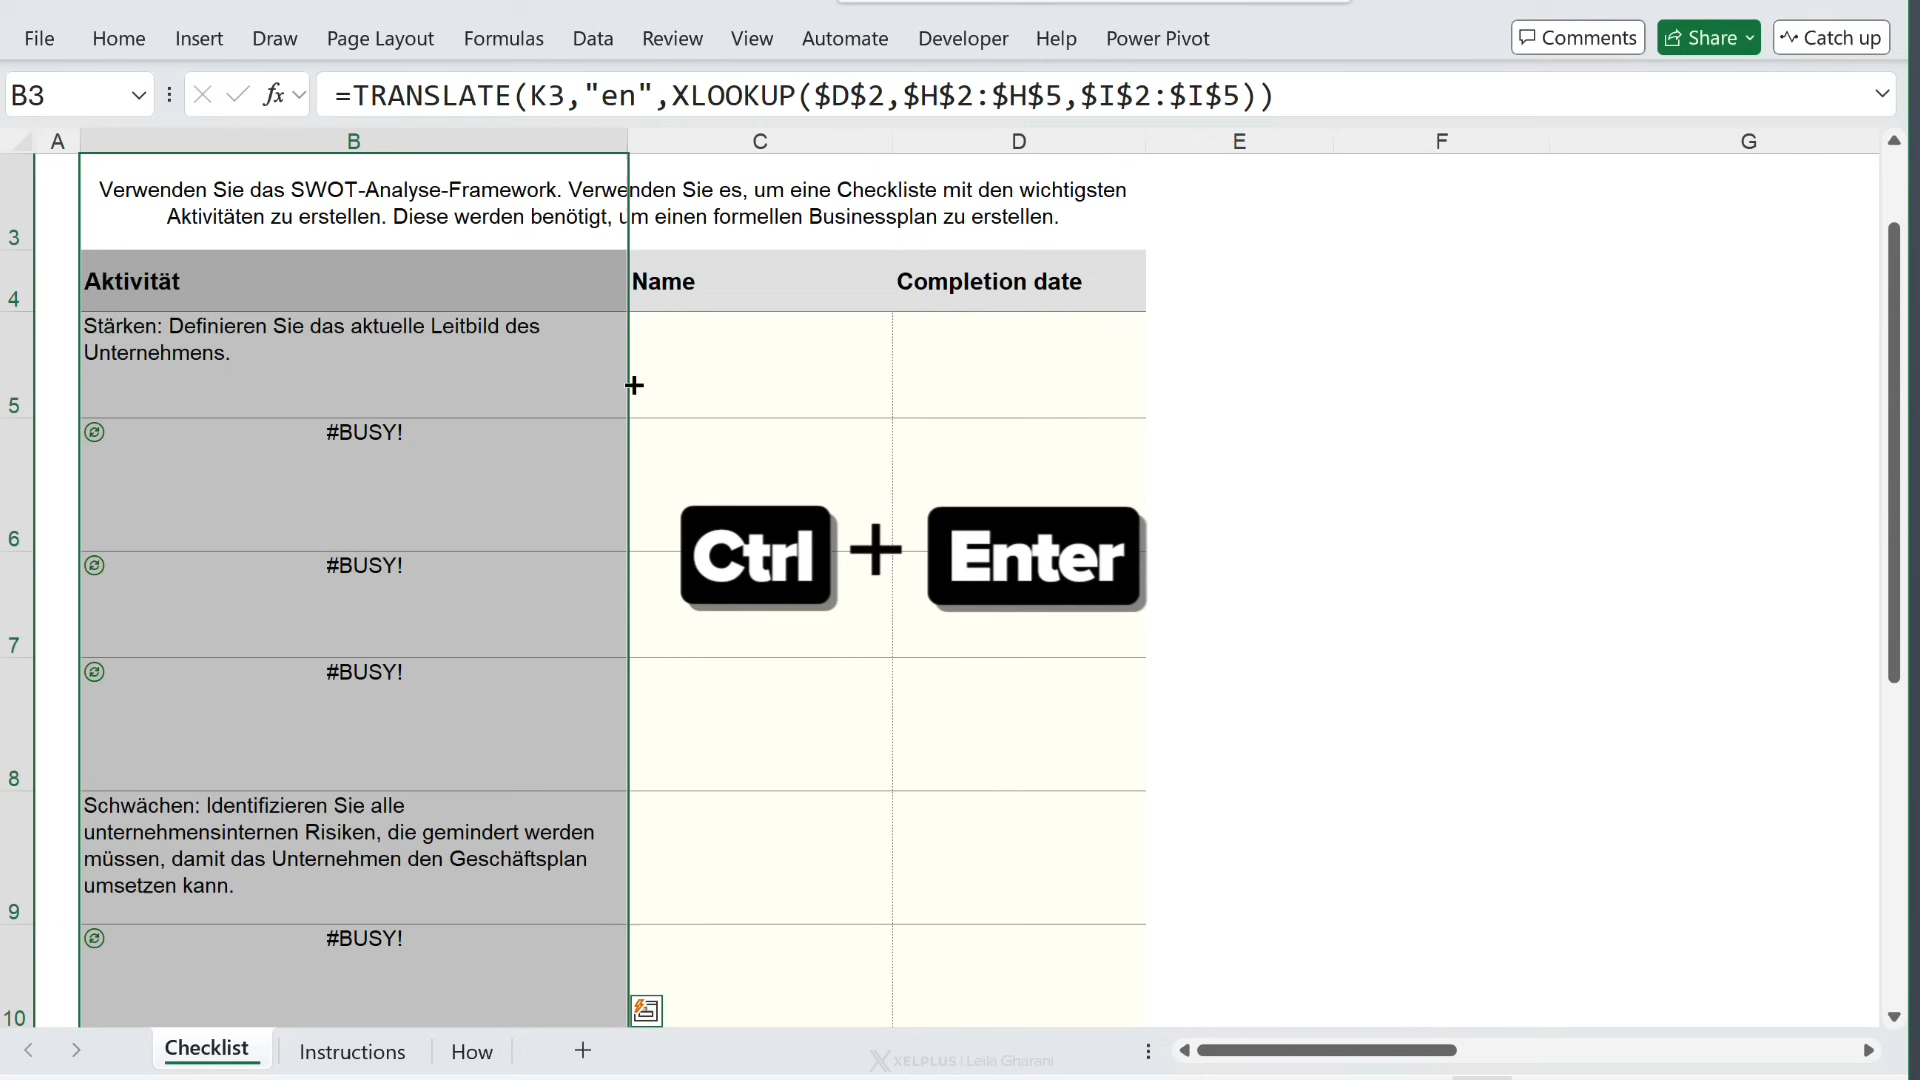 File Home Insert Draw Page Layout Formulas Data Review View Automate Developer Help Power Pivot Comments Share Catch up
B3 fx =TRANSLATE(K3,"en",XLOOKUP($D$2,$H$2:$H$5,$I$2:$I$5))
A B C D E F G
Verwenden Sie das SWOT-Analyse-Framework. Verwenden Sie es, um eine Checkliste mit den wichtigsten
Aktivitäten zu erstellen. Diese werden benötigt, um einen formellen Businessplan zu erstellen.
3
Aktivität Name Completion date
4
Stärken: Definieren Sie das aktuelle Leitbild des
Unternehmens.
5
#BUSY!
6
Ctrl + Enter
#BUSY!
7
#BUSY!
8
Schwächen: Identifizieren Sie alle
unternehmensinternen Risiken, die gemindert werden
müssen, damit das Unternehmen den Geschäftsplan
umsetzen kann.
9
#BUSY!
10
Checklist Instructions How +
XELPLUS | Leila Gharani